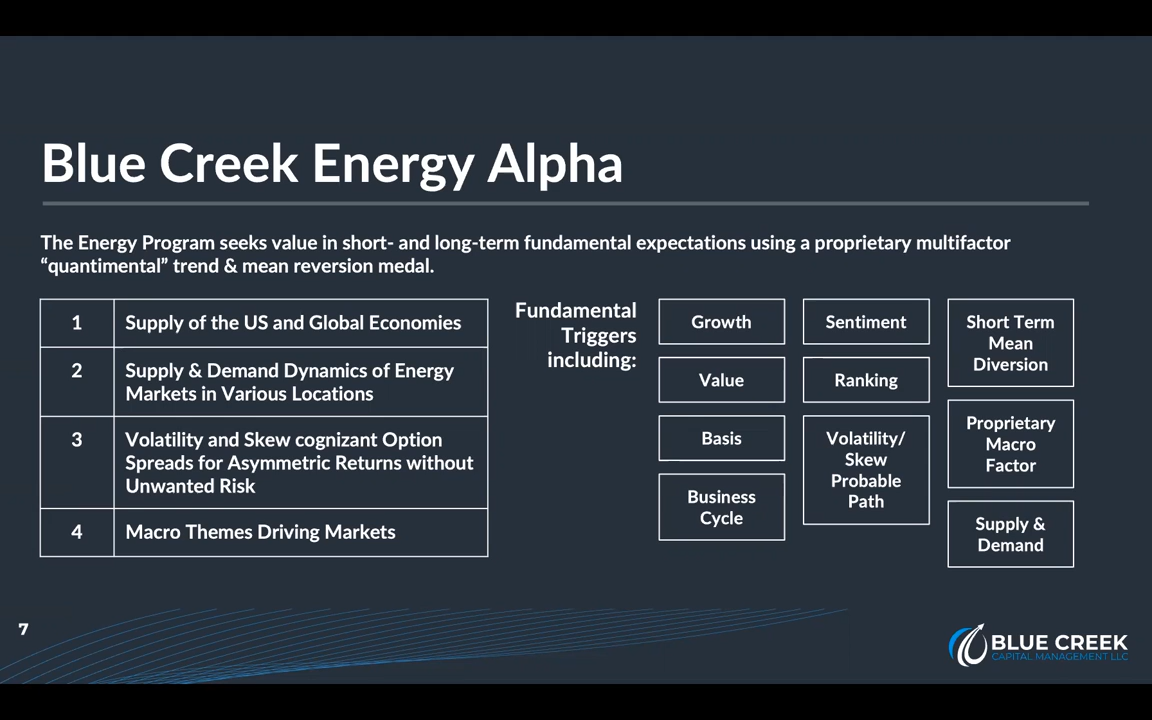 Blue Creek Energy Alpha
The Energy Program seeks value in short- and long-term fundamental expectations using a proprietary multifactor
“quantimental” trend & mean reversion medal.
1
Supply of the US and Global Economies
2
Supply & Demand Dynamics of Energy
Markets in Various Locations
3
Volatility and Skew cognizant Option
Spreads for Asymmetric Returns without
Unwanted Risk
4
Macro Themes Driving Markets
Fundamental
Triggers
including:
Growth
Value
Basis
Business
Cycle
Sentiment
Ranking
Volatility/
Skew
Probable
Path
Short Term
Mean
Diversion
Proprietary
Macro
Factor
Supply &
Demand
7
BLUE CREEK
CAPITAL MANAGEMENT LLC